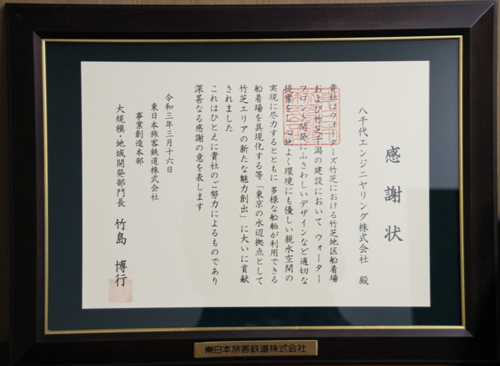 感謝状
八千代エンジニヤリング株式会社 殿
貴社はウォーターズ竹芝における竹芝地区船着場
および竹芝干潟の建設において ウォーター
フロント開発にふさわしいデザインなど適切な
提案をし 心地よく環境にも優しい親水空間の
実現に尽力するとともに 多様な船舶が利用できる
船着場を具現化する等「東京の水辺拠点」として
竹芝エリアの新たな魅力創出」に大いに貢献
されました
これはひとえに貴社のご努力によるものであり
深甚なる感謝の意を表します
令和三年三月十六日
東日本旅客鉄道株式会社
事業創造本部
大規模・地域開発部門長 竹島 博行
東日本旅客鉄道株式会社